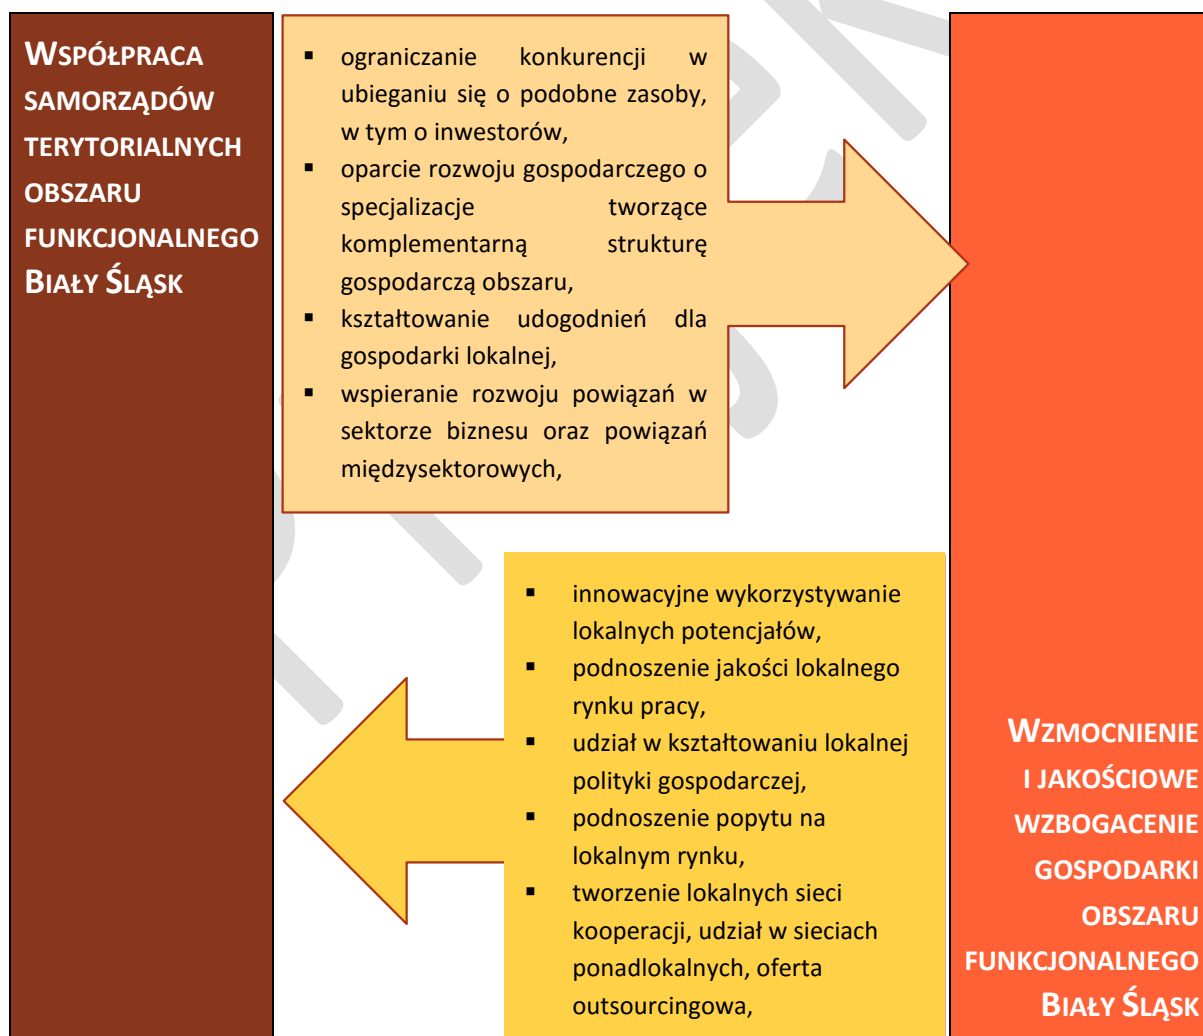 WSPÓŁPRACA
SAMORZĄDÓW
TERYTORIALNYCH
OBSZARU
FUNKCJONALNEGO
BIAŁY ŚLĄSK
▪ ograniczanie konkurencji w
ubieganiu się o podobne zasoby,
w tym o inwestorów,
▪ oparcie rozwoju gospodarczego o
specjalizacje tworzące
komplementarną strukturę
gospodarczą obszaru,
▪ kształtowanie udogodnień dla
gospodarki lokalnej,
▪ wspieranie rozwoju powiązań w
sektorze biznesu oraz powiązań
międzysektorowych,
▪ innowacyjne wykorzystywanie
lokalnych potencjałów,
▪ podnoszenie jakości lokalnego
rynku pracy,
▪ udział w kształtowaniu lokalnej
polityki gospodarczej,
▪ podnoszenie popytu na
lokalnym rynku,
▪ tworzenie lokalnych sieci
kooperacji, udział w sieciach
ponadlokalnych, oferta
outsourcingowa,
WZMOCNIENIE
I JAKOŚCIOWE
WZBOGACENIE
GOSPODARKI
OBSZARU
FUNKCJONALNEGO
BIAŁY ŚLĄSK